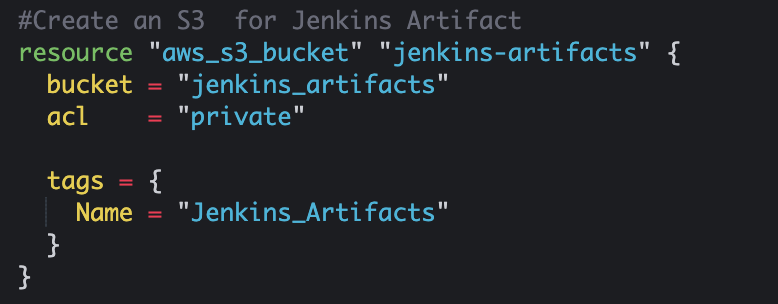 #Create an S3  for Jenkins Artifact
resource "aws_s3_bucket" "jenkins-artifacts" {
  bucket = "jenkins_artifacts"
  acl    = "private"

  tags = {
    Name = "Jenkins_Artifacts"
  }
}